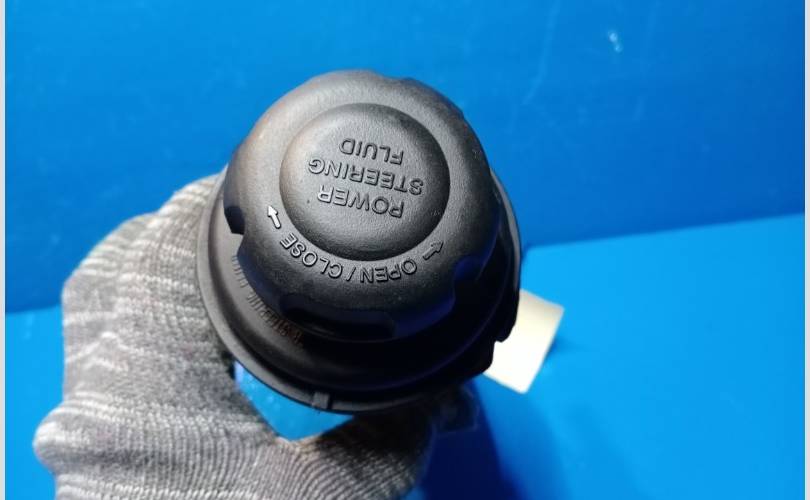 POWER
STEERING
FLUID
← OPEN / CLOSE →